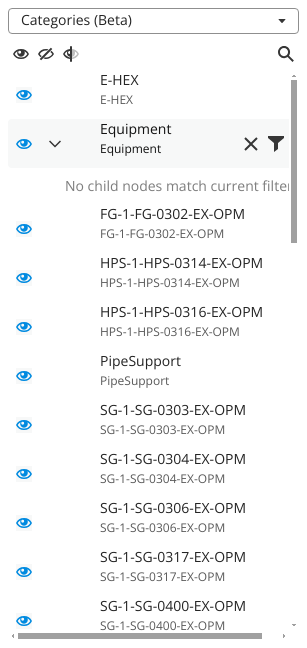 Categories (Beta)
E-HEX
E-HEX
Equipment
Equipment
No child nodes match current filter
FG-1-FG-0302-EX-OPM
FG-1-FG-0302-EX-OPM
HPS-1-HPS-0314-EX-OPM
HPS-1-HPS-0314-EX-OPM
HPS-1-HPS-0316-EX-OPM
HPS-1-HPS-0316-EX-OPM
PipeSupport
PipeSupport
SG-1-SG-0303-EX-OPM
SG-1-SG-0303-EX-OPM
SG-1-SG-0304-EX-OPM
SG-1-SG-0304-EX-OPM
SG-1-SG-0306-EX-OPM
SG-1-SG-0306-EX-OPM
SG-1-SG-0317-EX-OPM
SG-1-SG-0317-EX-OPM
SG-1-SG-0400-EX-OPM
SG-1-SG-0400-EX-OPM